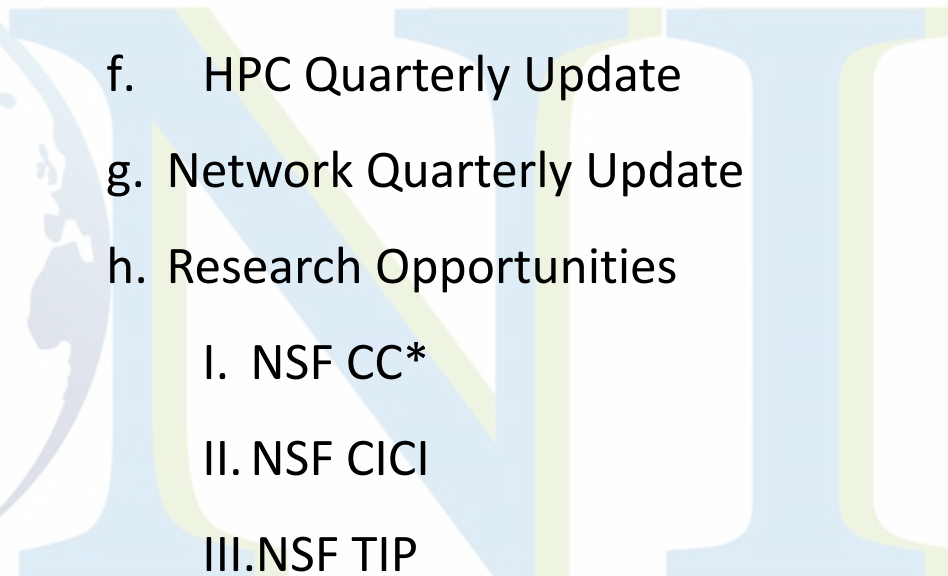 f. HPC Quarterly Update
g. Network Quarterly Update
h. Research Opportunities
I. NSF CC*
II. NSF CICI
III.NSF TIP